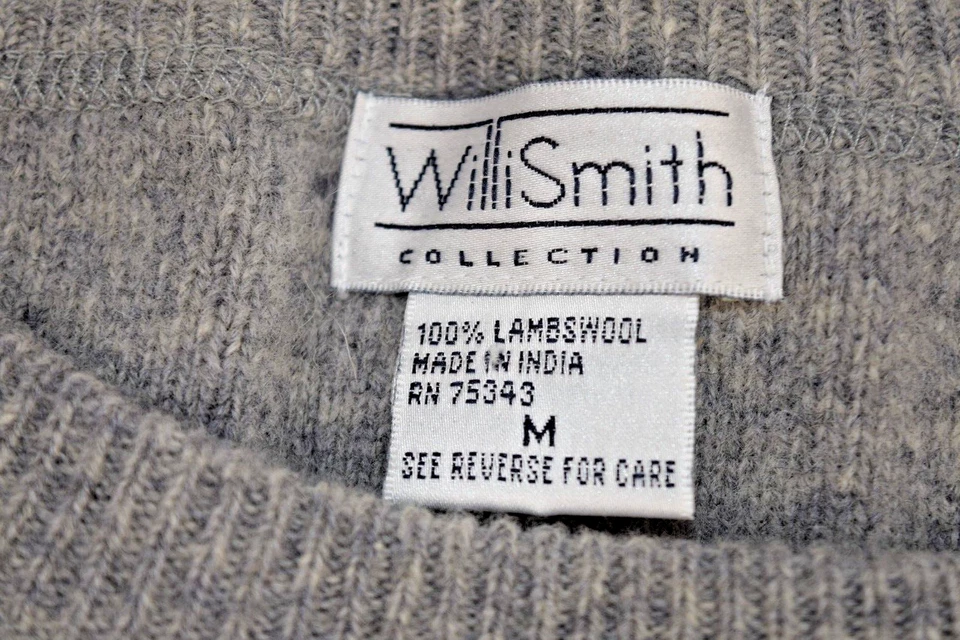 WilliSmith
COLLECTION
100% LAMBSWOOL
MADE IN INDIA
RN 75343
M
SEE REVERSE FOR CARE